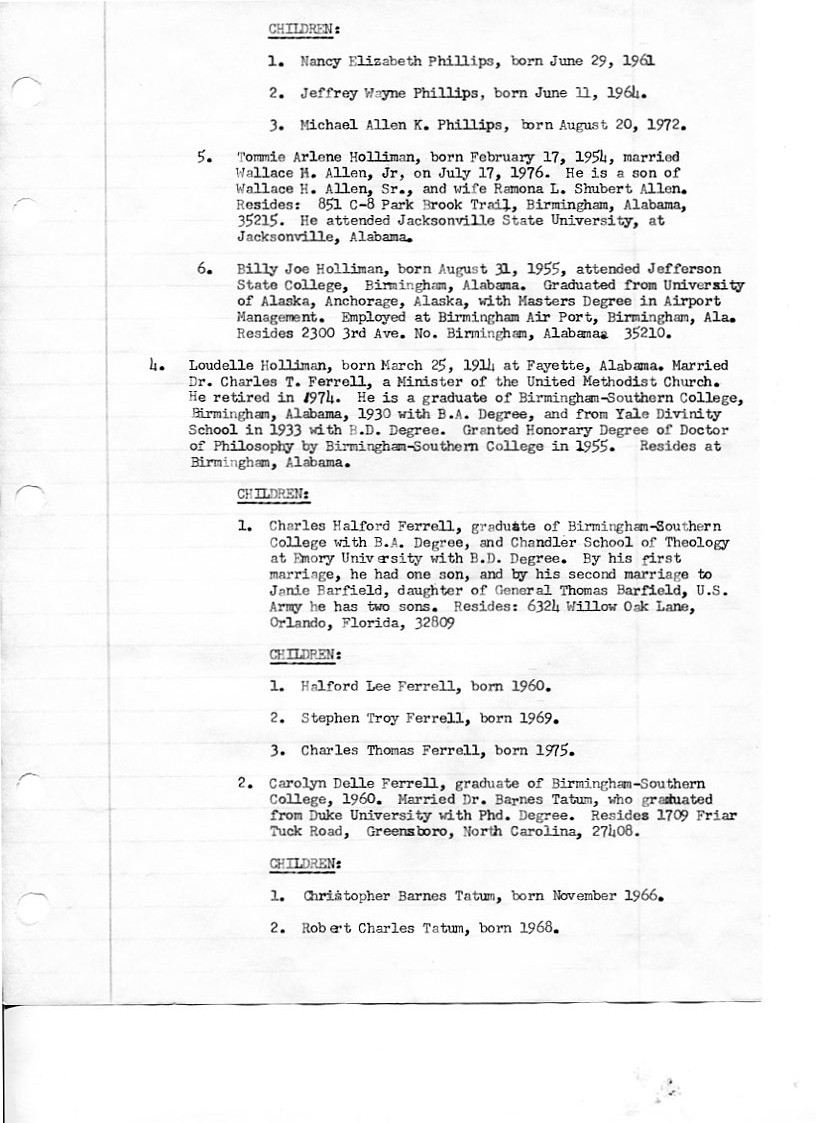 CHILDREN:
1. Nancy Elizabeth Phillips, born June 29, 1961
2. Jeffrey Wayne Phillips, born June 11, 1964.
3. Michael Allen K. Phillips, born August 20, 1972.
5. Tommie Arlene Holliman, born February 17, 1954, married
Wallace M. Allen, Jr, on July 17, 1976. He is a son of
Wallace H. Allen, Sr., and wife Ramona L. Shubert Allen.
Resides: 851 C-8 Park Brook Trail, Birmingham, Alabama,
35215. He attended Jacksonville State University, at
Jacksonville, Alabama.
6. Billy Joe Holliman, born August 31, 1955, attended Jefferson
State College, Birmingham, Alabama. Graduated from University
of Alaska, Anchorage, Alaska, with Masters Degree in Airport
Management. Employed at Birmingham Air Port, Birmingham, Ala.
Resides 2300 3rd Ave. No. Birmingham, Alabamaa 35210.
4. Loudelle Holliman, born March 25, 1914 at Fayette, Alabama. Married
Dr. Charles T. Ferrell, a Minister of the United Methodist Church.
He retired in 1974. He is a graduate of Birmingham-Southern College,
Birmingham, Alabama, 1930 with B.A. Degree, and from Yale Divinity
School in 1933 with B.D. Degree. Granted Honorary Degree of Doctor
of Philosophy by Birmingham-Southern College in 1955. Resides at
Birmingham, Alabama.
CHILDREN:
1. Charles Halford Ferrell, graduate of Birmingham-Southern
College with B.A. Degree, and Chandler School of Theology
at Emory University with B.D. Degree. By his first
marriage, he had one son, and by his second marriage to
Janie Barfield, daughter of General Thomas Barfield, U.S.
Army he has two sons. Resides: 6324 Willow Oak Lane,
Orlando, Florida, 32809
CHILDREN:
1. Halford Lee Ferrell, born 1960.
2. Stephen Troy Ferrell, born 1969.
3. Charles Thomas Ferrell, born 1975.
2. Carolyn Delle Ferrell, graduate of Birmingham-Southern
College, 1960. Married Dr. Barnes Tatum, who graduated
from Duke University with Phd. Degree. Resides 1709 Friar
Tuck Road, Greensboro, North Carolina, 27408.
CHILDREN:
1. Christopher Barnes Tatum, born November 1966.
2. Robert Charles Tatum, born 1968.